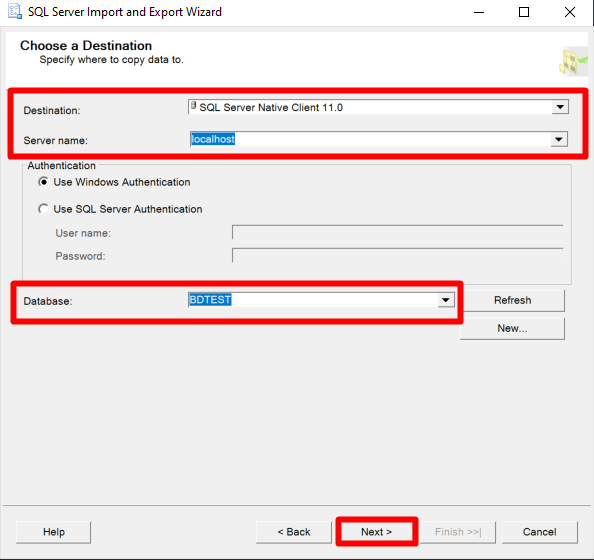 SQL Server Import and Export Wizard
Choose a Destination
Specify where to copy data to.
Destination: SQL Server Native Client 11.0
Server name: localhost
Authentication
Use Windows Authentication
Use SQL Server Authentication
User name:
Password:
Database: BDTEST Refresh
New...
Help < Back Next > Finish >>| Cancel